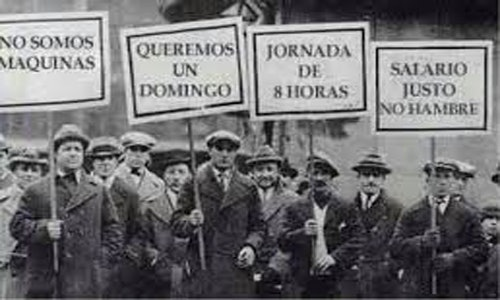 NO SOMOS
MAQUINAS
QUEREMOS
UN
DOMINGO
JORNADA
DE
8 HORAS
SALARIO
JUSTO
NO HAMBRE